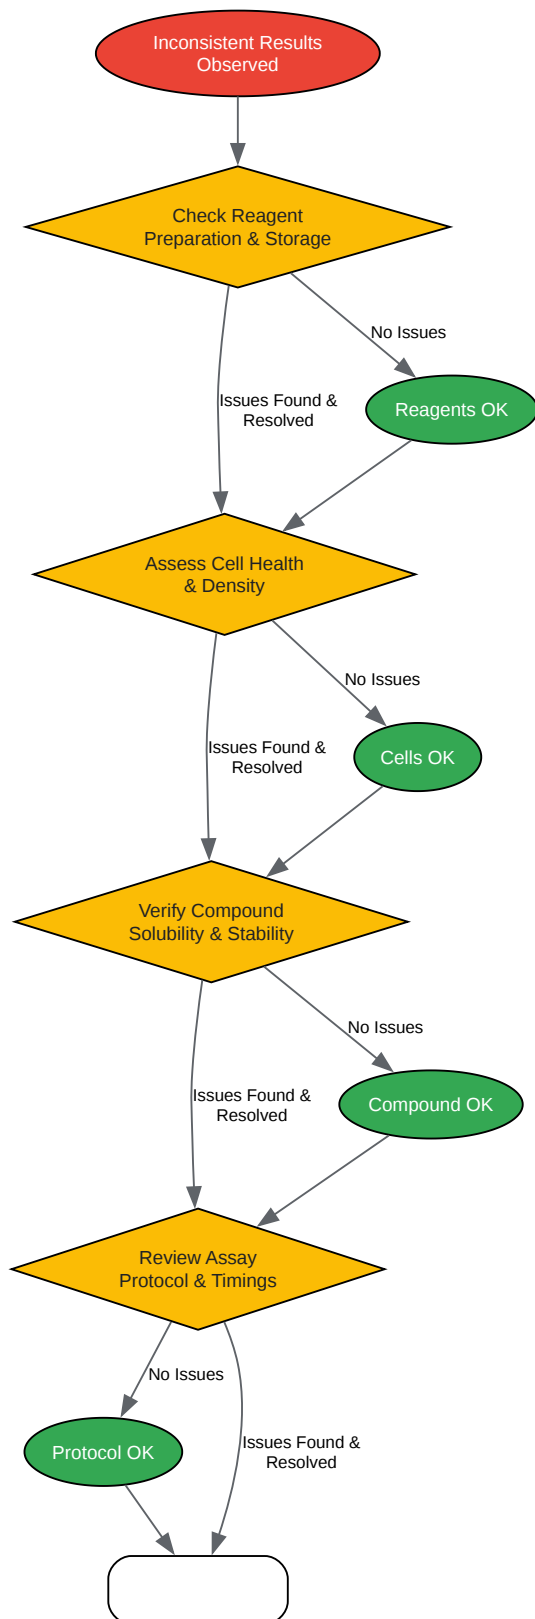 Inconsistent Results
Observed
Check Reagent
Preparation & Storage
No Issues
Issues Found &
Resolved
Reagents OK
Assess Cell Health
& Density
No Issues
Issues Found &
Resolved
Cells OK
Verify Compound
Solubility & Stability
No Issues
Issues Found &
Resolved
Compound OK
Review Assay
Protocol & Timings
No Issues
Issues Found &
Resolved
Protocol OK